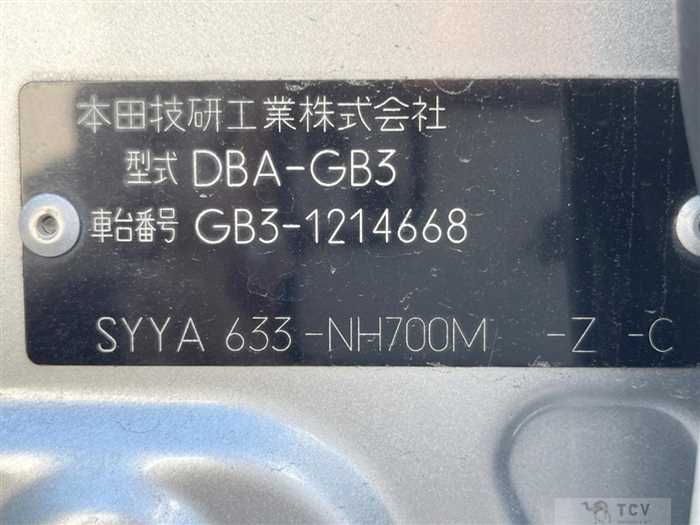 本田技研工業株式会社
型式 DBA-GB3
車台番号 GB3-1214668
SYYA 633-NH700M -Z -C
TCV